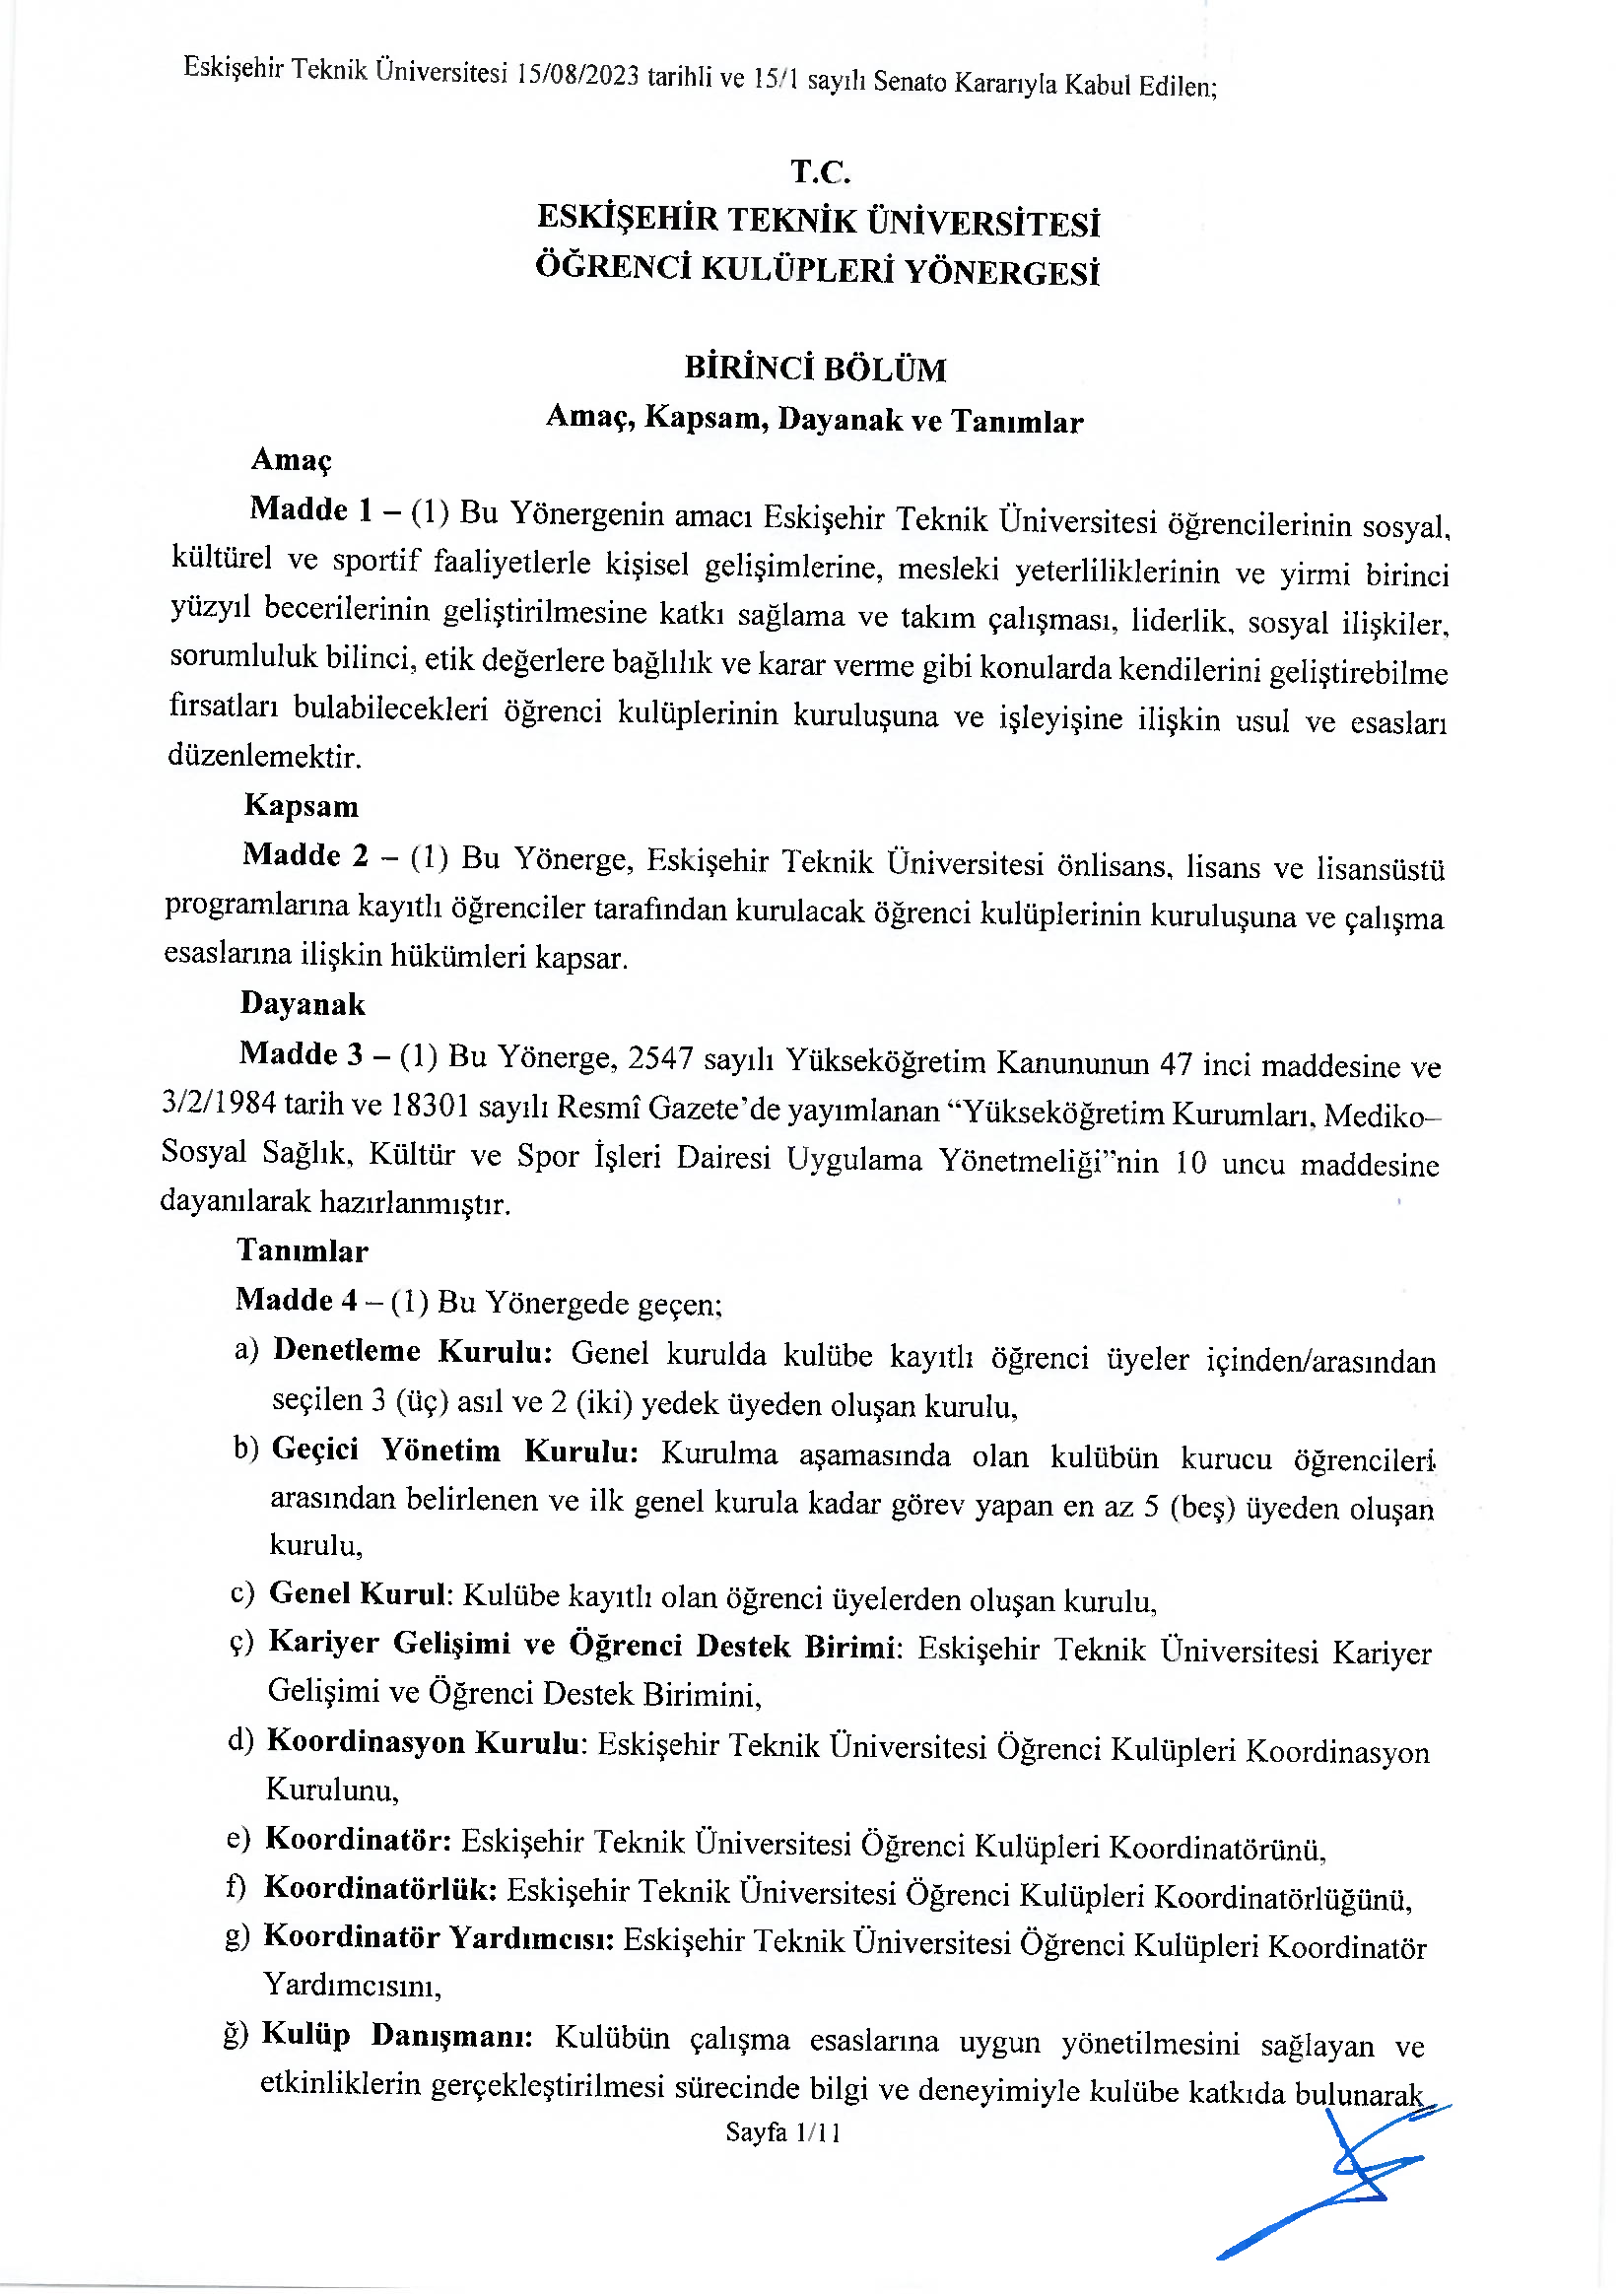 Eskişehir Teknik Üniversitesi 15/08/2023 tarihli ve 15/1 sayılı Senato Kararıyla Kabul Edilen;
T.C.
ESKİŞEHİR TEKNİK ÜNİVERSİTESİ
ÖĞRENCİ KULÜPLERİ YÖNERGESİ
BİRİNCİ BÖLÜM
Amaç, Kapsam, Dayanak ve Tanımlar
Amaç
Madde 1 – (1) Bu Yönergenin amacı Eskişehir Teknik Üniversitesi öğrencilerinin sosyal,
kültürel ve sportif faaliyetlerle kişisel gelişimlerine, mesleki yeterliliklerinin ve yirmi birinci
yüzyıl becerilerinin geliştirilmesine katkı sağlama ve takım çalışması, liderlik, sosyal ilişkiler,
sorumluluk bilinci, etik değerlere bağlılık ve karar verme gibi konularda kendilerini geliştirebilme
fırsatları bulabilecekleri öğrenci kulüplerinin kuruluşuna ve işleyişine ilişkin usul ve esasları
düzenlemektir.
Kapsam
Madde 2 – (1) Bu Yönerge, Eskişehir Teknik Üniversitesi önlisans, lisans ve lisansüstü
programlarına kayıtlı öğrenciler tarafından kurulacak öğrenci kulüplerinin kuruluşuna ve çalışma
esaslarına ilişkin hükümleri kapsar.
Dayanak
Madde 3 – (1) Bu Yönerge, 2547 sayılı Yükseköğretim Kanununun 47 inci maddesine ve
3/2/1984 tarih ve 18301 sayılı Resmî Gazete’de yayımlanan “Yükseköğretim Kurumları, Mediko–
Sosyal Sağlık, Kültür ve Spor İşleri Dairesi Uygulama Yönetmeliği”nin 10 uncu maddesine
dayanılarak hazırlanmıştır.
Tanımlar
Madde 4 – (1) Bu Yönergede geçen;
a) Denetleme Kurulu: Genel kurulda kulübe kayıtlı öğrenci üyeler içinden/arasından
seçilen 3 (üç) asıl ve 2 (iki) yedek üyeden oluşan kurulu,
b) Geçici Yönetim Kurulu: Kurulma aşamasında olan kulübün kurucu öğrencileri
arasından belirlenen ve ilk genel kurula kadar görev yapan en az 5 (beş) üyeden oluşan
kurulu,
c) Genel Kurul: Kulübe kayıtlı olan öğrenci üyelerden oluşan kurulu,
ç) Kariyer Gelişimi ve Öğrenci Destek Birimi: Eskişehir Teknik Üniversitesi Kariyer
Gelişimi ve Öğrenci Destek Birimini,
d) Koordinasyon Kurulu: Eskişehir Teknik Üniversitesi Öğrenci Kulüpleri Koordinasyon
Kurulunu,
e) Koordinatör: Eskişehir Teknik Üniversitesi Öğrenci Kulüpleri Koordinatörünü,
f) Koordinatörlük: Eskişehir Teknik Üniversitesi Öğrenci Kulüpleri Koordinatörlüğünü,
g) Koordinatör Yardımcısı: Eskişehir Teknik Üniversitesi Öğrenci Kulüpleri Koordinatör
Yardımcısını,
ğ) Kulüp Danışmanı: Kulübün çalışma esaslarına uygun yönetilmesini sağlayan ve
etkinliklerin gerçekleştirilmesi sürecinde bilgi ve deneyimiyle kulübe katkıda bulunarak
Sayfa 1/11